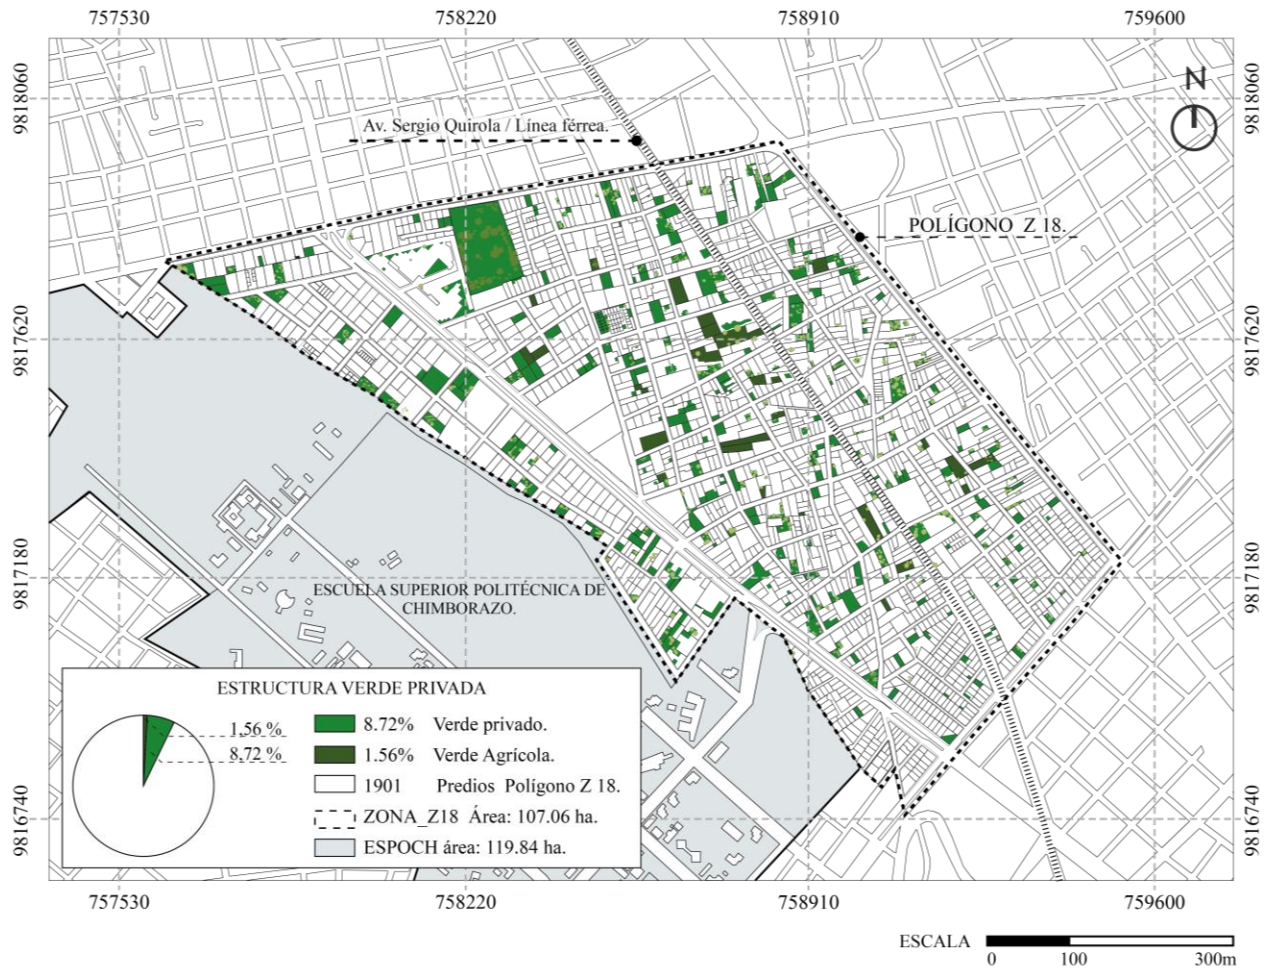 757530 758220 758910 759600
9818060 9818060
N
Av. Sergio Quirola / Línea férrea.
POLÍGONO Z 18.
9817620 9817620
9817180 9817180
ESCUELA SUPERIOR POLITÉCNICA DE
CHIMBORAZO.
ESTRUCTURA VERDE PRIVADA
1,56 %
8,72 %
8.72% Verde privado.
1.56% Verde Agrícola.
1901 Predios Polígono Z 18.
ZONA_Z18 Área: 107.06 ha.
ESPOCH área: 119.84 ha.
9816740 9816740
757530 758220 758910 759600
ESCALA
0 100 300m